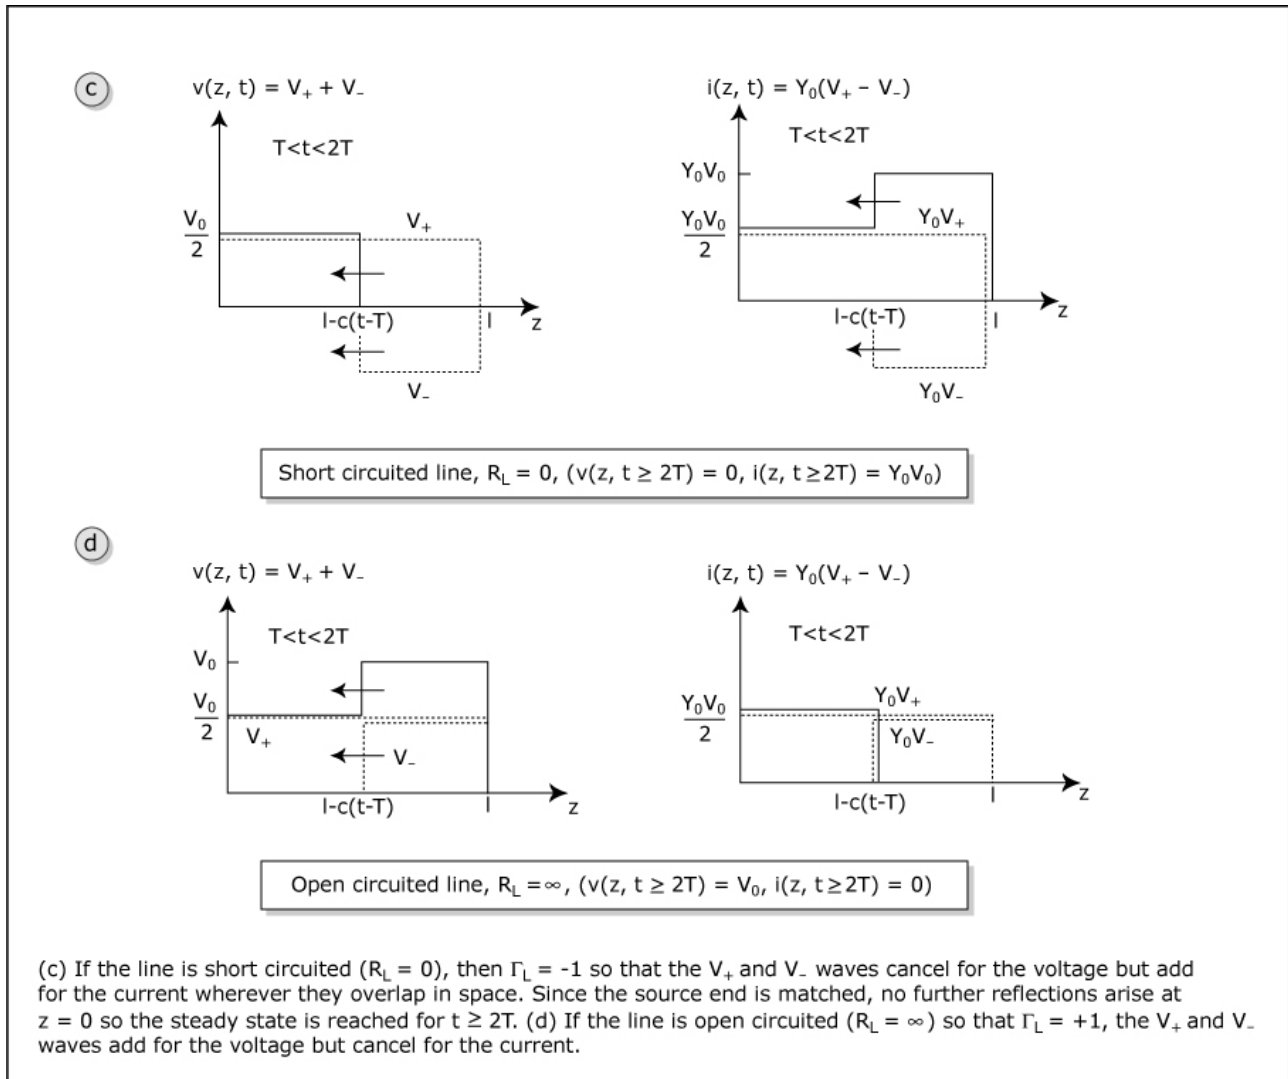 c
v(z, t) = V₊ + V₋
T<t<2T
V₀
2
V₊
l-c(t-T)
l
z
V₋
i(z, t) = Y₀(V₊ – V₋)
T<t<2T
Y₀V₀
Y₀V₀
2
Y₀V₊
l-c(t-T)
l
z
Y₀V₋
Short circuited line, R_L = 0, (v(z, t ≥ 2T) = 0, i(z, t≥2T) = Y₀V₀)
d
v(z, t) = V₊ + V₋
T<t<2T
V₀
V₀
2
V₊
V₋
l-c(t-T)
l
z
i(z, t) = Y₀(V₊ – V₋)
T<t<2T
Y₀V₀
2
Y₀V₊
Y₀V₋
l-c(t-T)
l
z
Open circuited line, R_L =∞, (v(z, t ≥ 2T) = V₀, i(z, t≥2T) = 0)
(c) If the line is short circuited (R_L = 0), then Γ_L = -1 so that the V₊ and V₋ waves cancel for the voltage but add
for the current wherever they overlap in space. Since the source end is matched, no further reflections arise at
z = 0 so the steady state is reached for t ≥ 2T. (d) If the line is open circuited (R_L = ∞) so that Γ_L = +1, the V₊ and V₋
waves add for the voltage but cancel for the current.